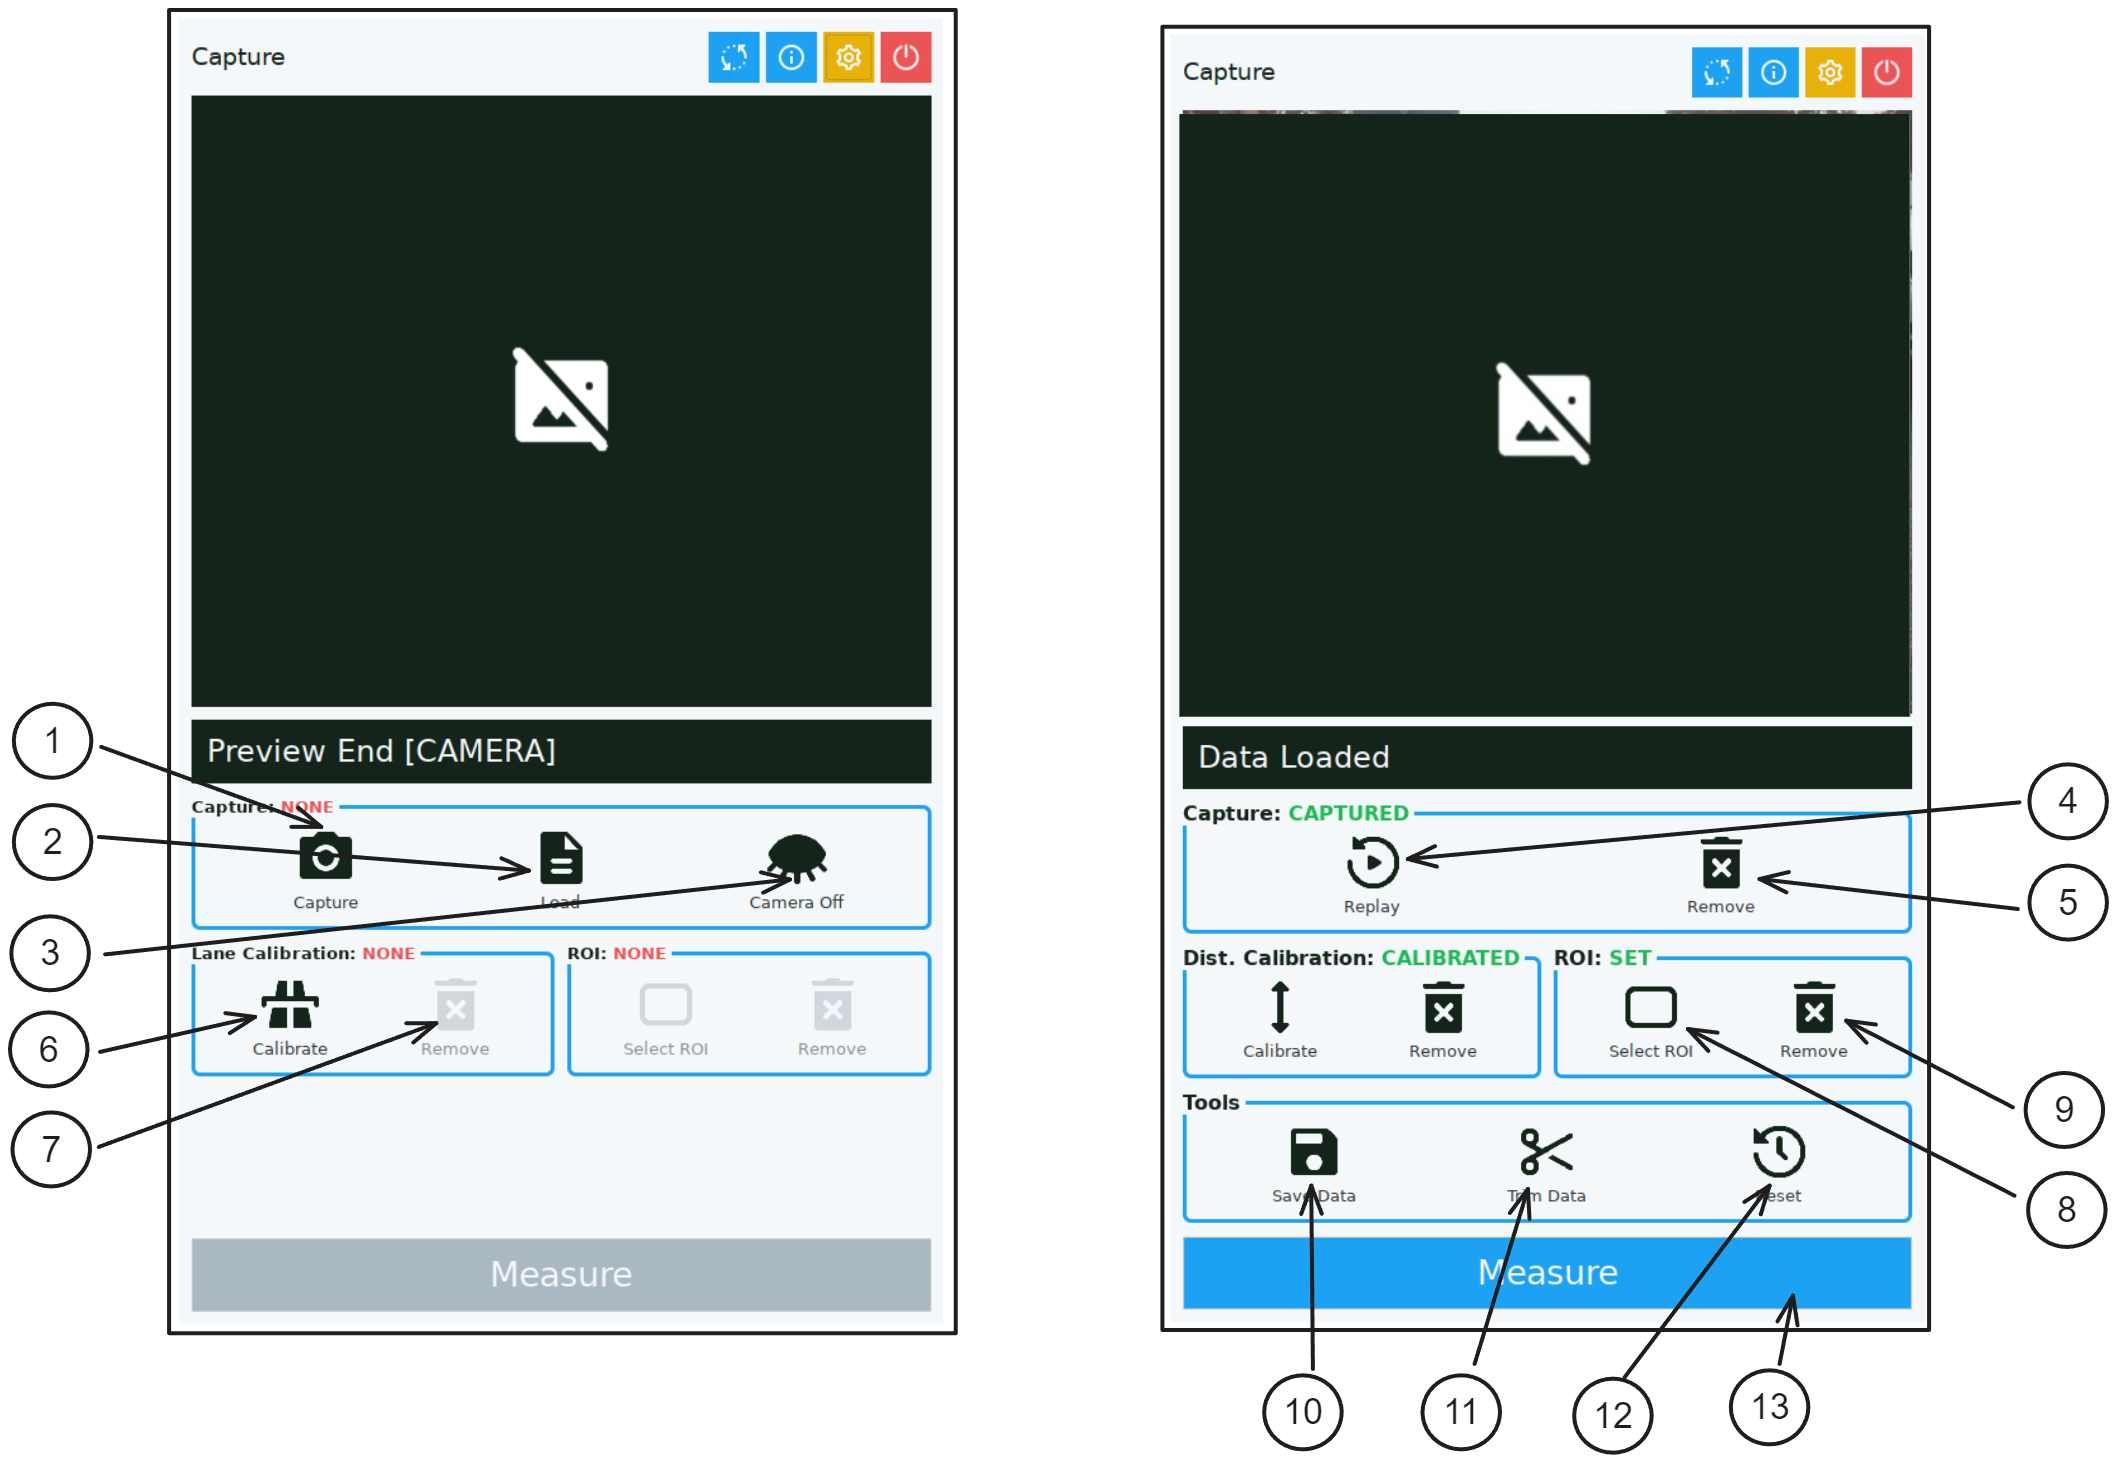 Capture
Preview End [CAMERA]
Capture: NONE
Capture
Load
Camera Off
Lane Calibration: NONE
Calibrate
Remove
ROI: NONE
Select ROI
Remove
Measure
1
2
3
6
7
Capture
Data Loaded
Capture: CAPTURED
Replay
Remove
Dist. Calibration: CALIBRATED
Calibrate
Remove
ROI: SET
Select ROI
Remove
Tools
Save Data
Trim Data
Reset
Measure
4
5
9
8
10
11
12
13